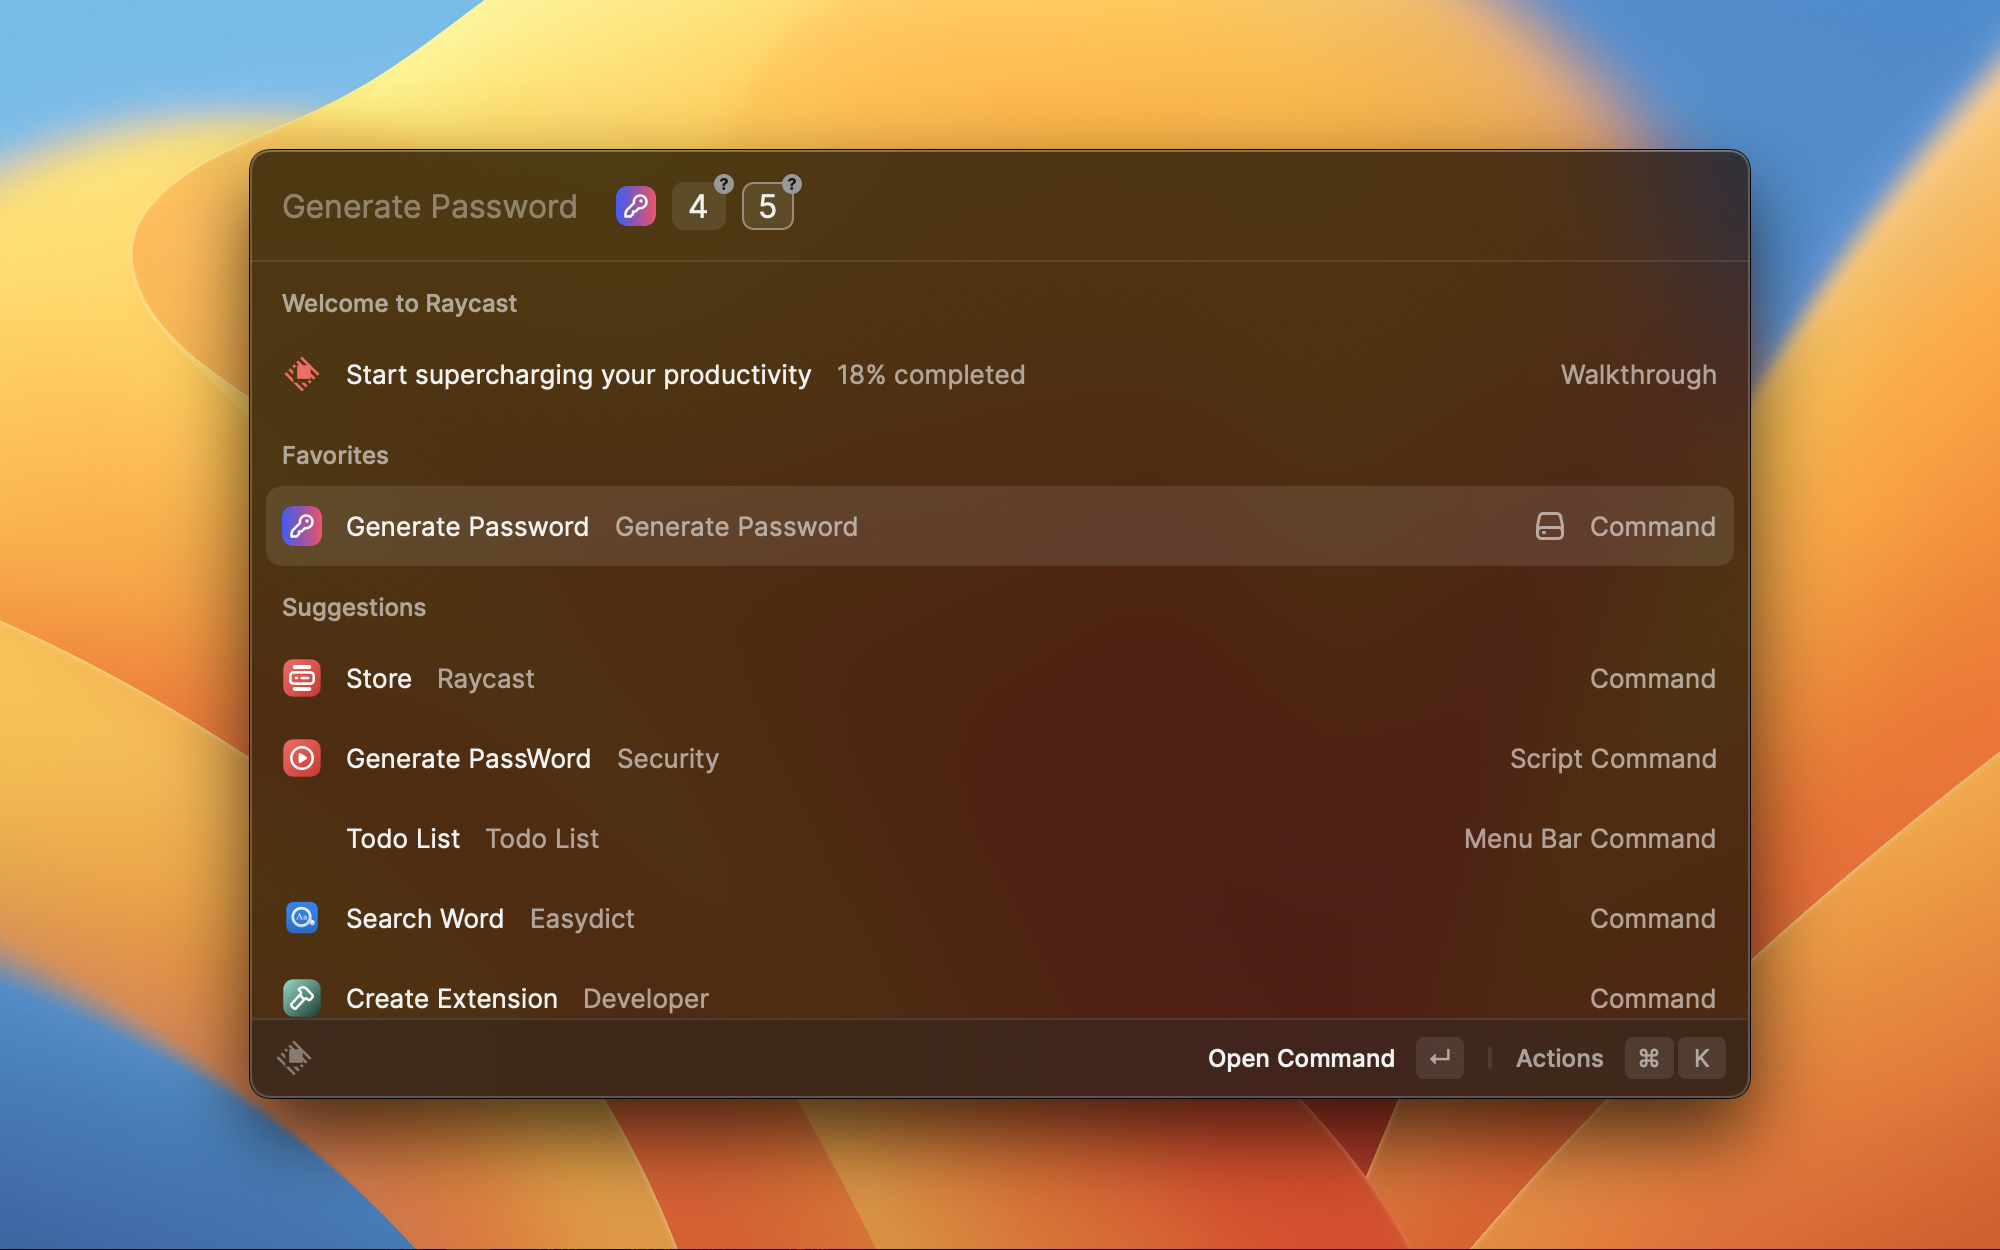 Generate Password 4 ? 5 ?
Welcome to Raycast
Start supercharging your productivity 18% completed Walkthrough
Favorites
Generate Password Generate Password Command
Suggestions
Store Raycast Command
Generate PassWord Security Script Command
Todo List Todo List Menu Bar Command
Aa Search Word Easydict Command
Create Extension Developer Command
Open Command ↵ | Actions ⌘ K